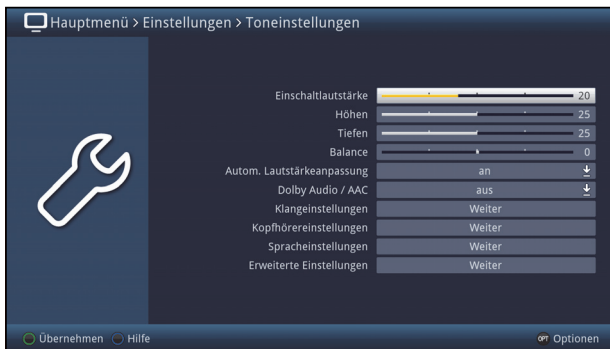 Hauptmenü > Einstellungen > Toneinstellungen
Einschaltlautstärke 20
Höhen 25
Tiefen 25
Balance 0
Autom. Lautstärkeanpassung an
Dolby Audio / AAC aus
Klangeinstellungen Weiter
Kopfhörereinstellungen Weiter
Spracheinstellungen Weiter
Erweiterte Einstellungen Weiter
Übernehmen Hilfe OPT Optionen